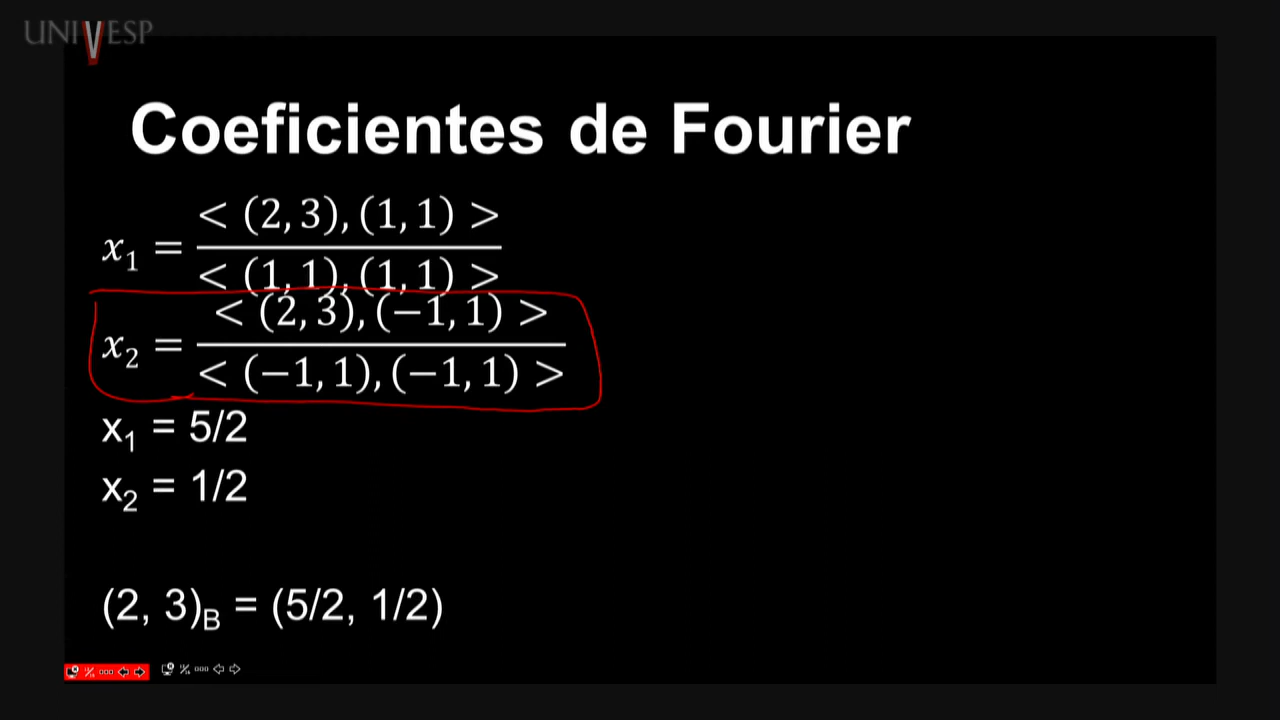 UNIVESP
Coeficientes de Fourier
x₁ = < (2, 3), (1, 1) > / < (1, 1), (1, 1) >
x₂ = < (2, 3), (−1, 1) > / < (−1, 1), (−1, 1) >
x₁ = 5/2
x₂ = 1/2
(2, 3)B = (5/2, 1/2)